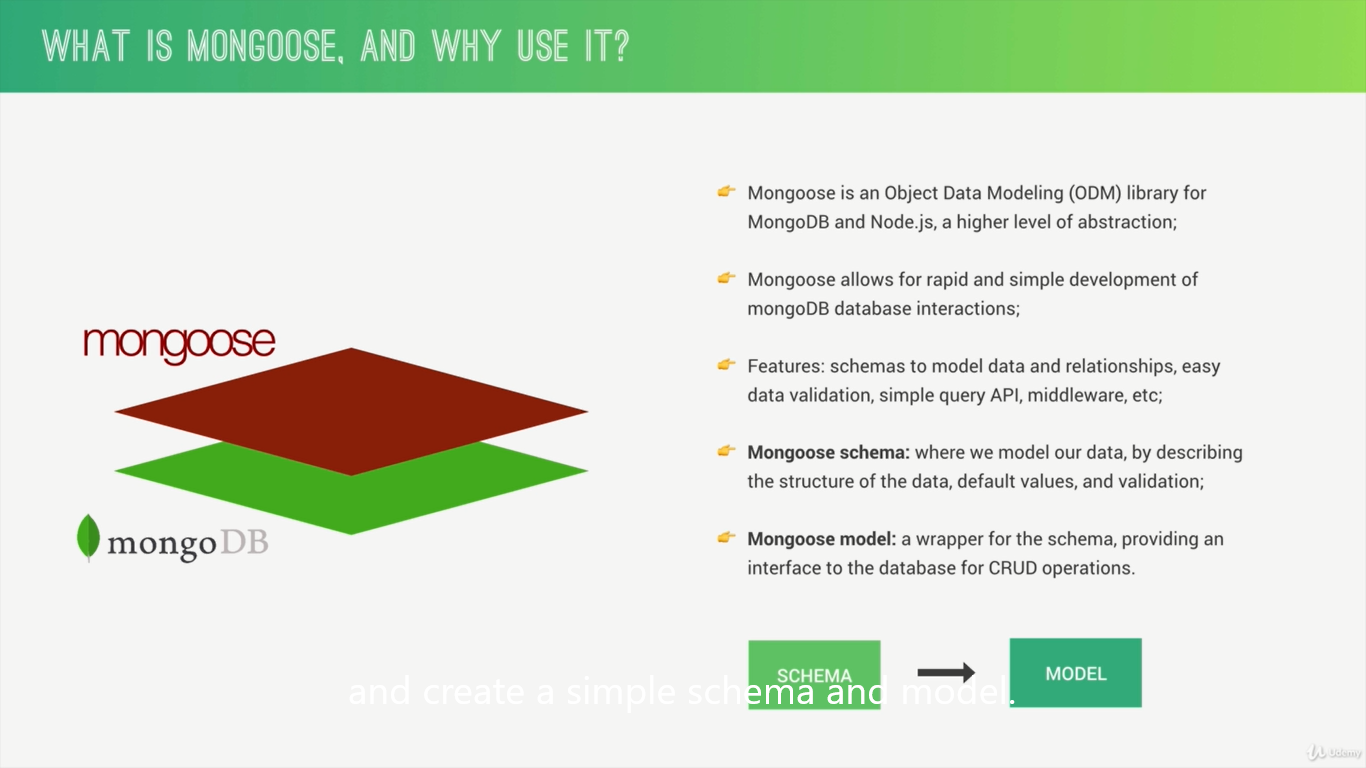 WHAT IS MONGOOSE, AND WHY USE IT?
Mongoose is an Object Data Modeling (ODM) library for
MongoDB and Node.js, a higher level of abstraction;
Mongoose allows for rapid and simple development of
mongoDB database interactions;
Features: schemas to model data and relationships, easy
data validation, simple query API, middleware, etc;
Mongoose schema: where we model our data, by describing
the structure of the data, default values, and validation;
Mongoose model: a wrapper for the schema, providing an
interface to the database for CRUD operations.
mongoose
mongoDB
SCHEMA
MODEL
and create a simple schema and model.
Udemy